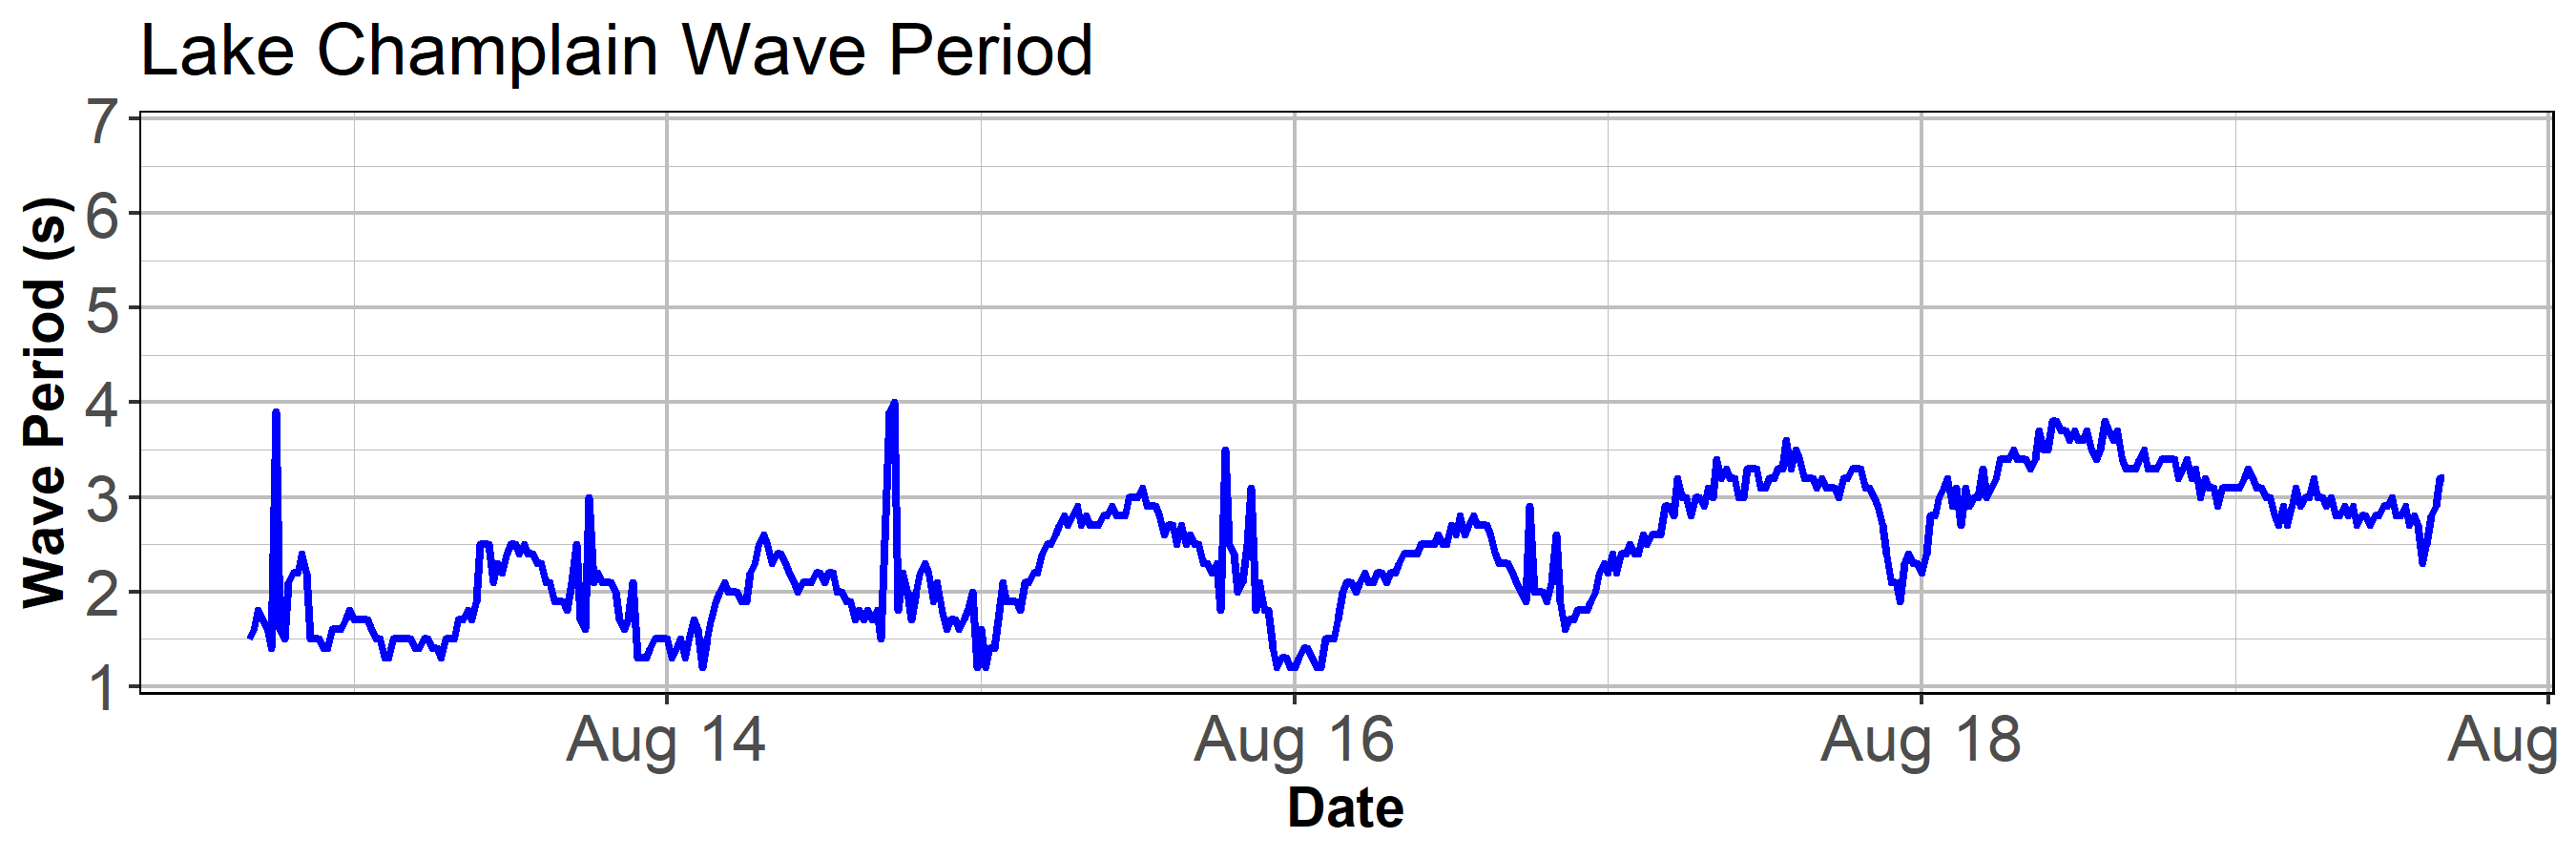 Lake Champlain Wave Period
Wave Period (s)
7
6
5
4
3
2
1
Aug 14
Aug 16
Aug 18
Aug
Date